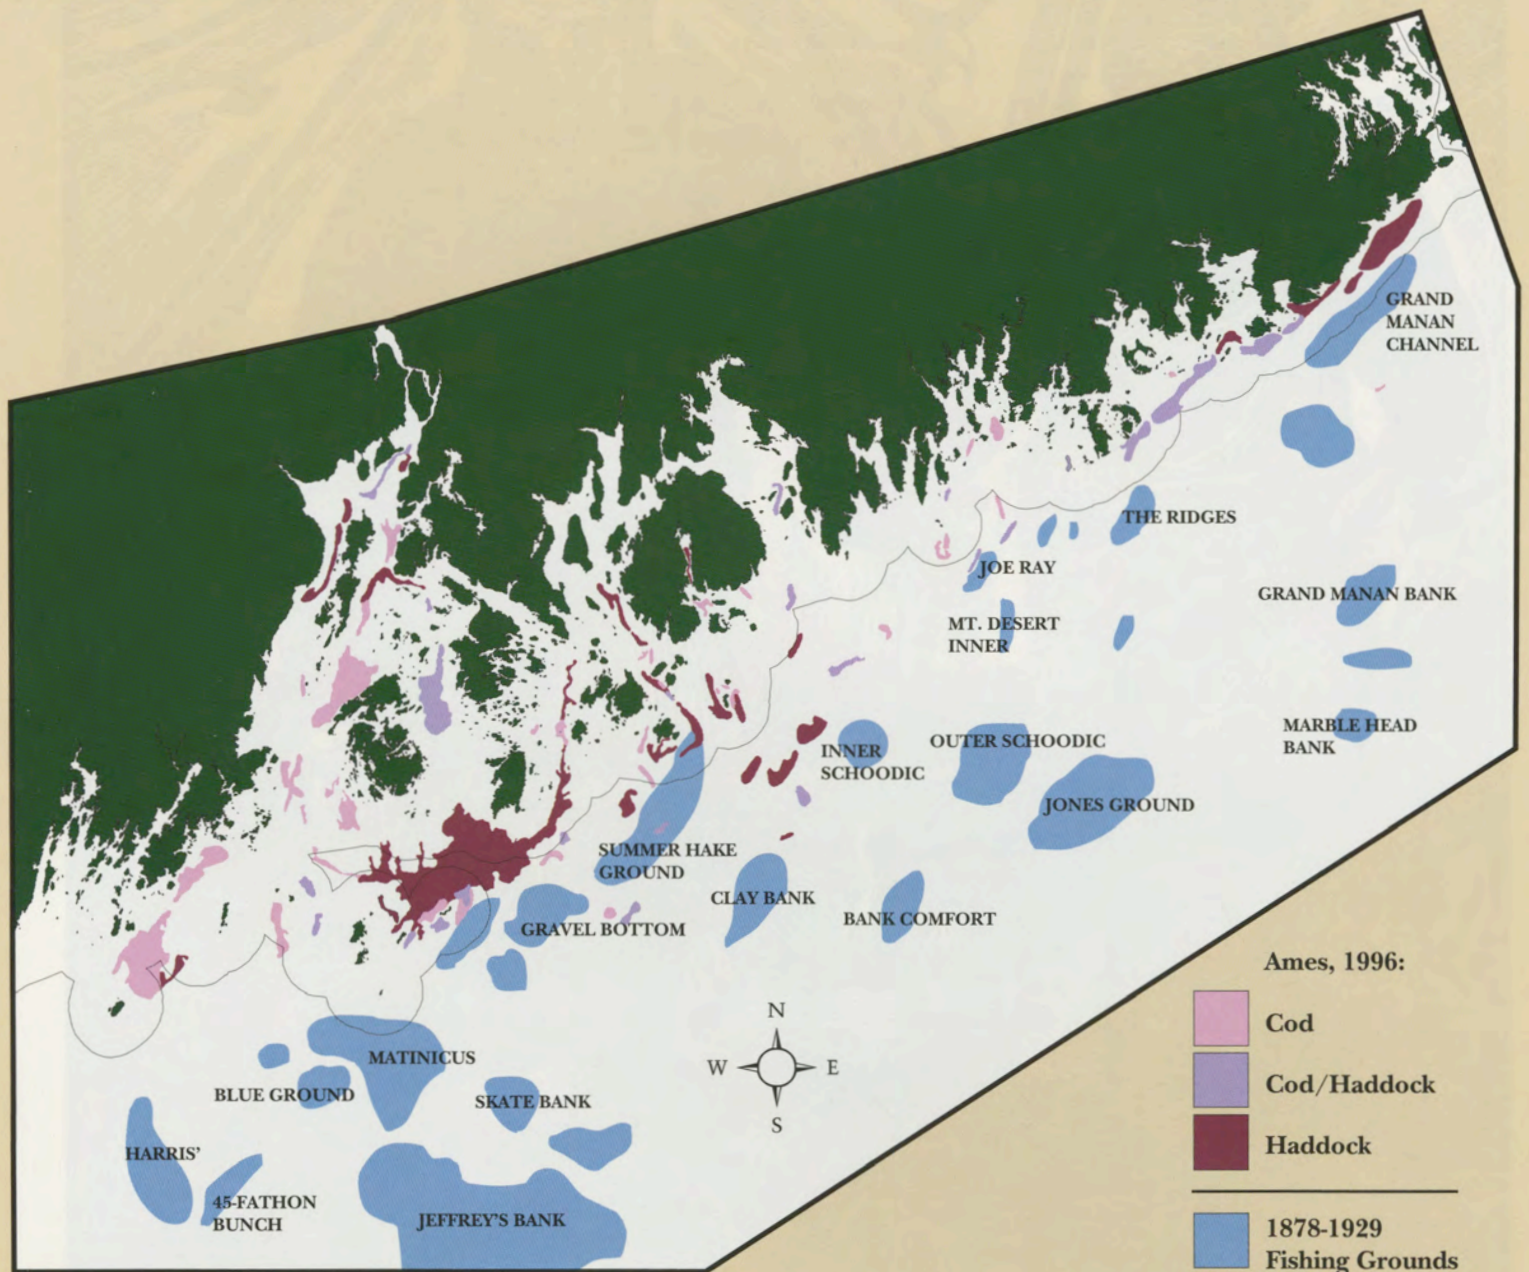 GRAND
MANAN
CHANNEL
THE RIDGES
JOE RAY
GRAND MANAN BANK
MT. DESERT
INNER
MARBLE HEAD
BANK
OUTER SCHOODIC
INNER
SCHOODIC
JONES GROUND
SUMMER HAKE
GROUND
CLAY BANK
BANK COMFORT
GRAVEL BOTTOM
MATINICUS
BLUE GROUND
SKATE BANK
HARRIS'
45-FATHON
BUNCH
JEFFREY'S BANK
N
W E
S
Ames, 1996:
Cod
Cod/Haddock
Haddock
1878-1929
Fishing Grounds